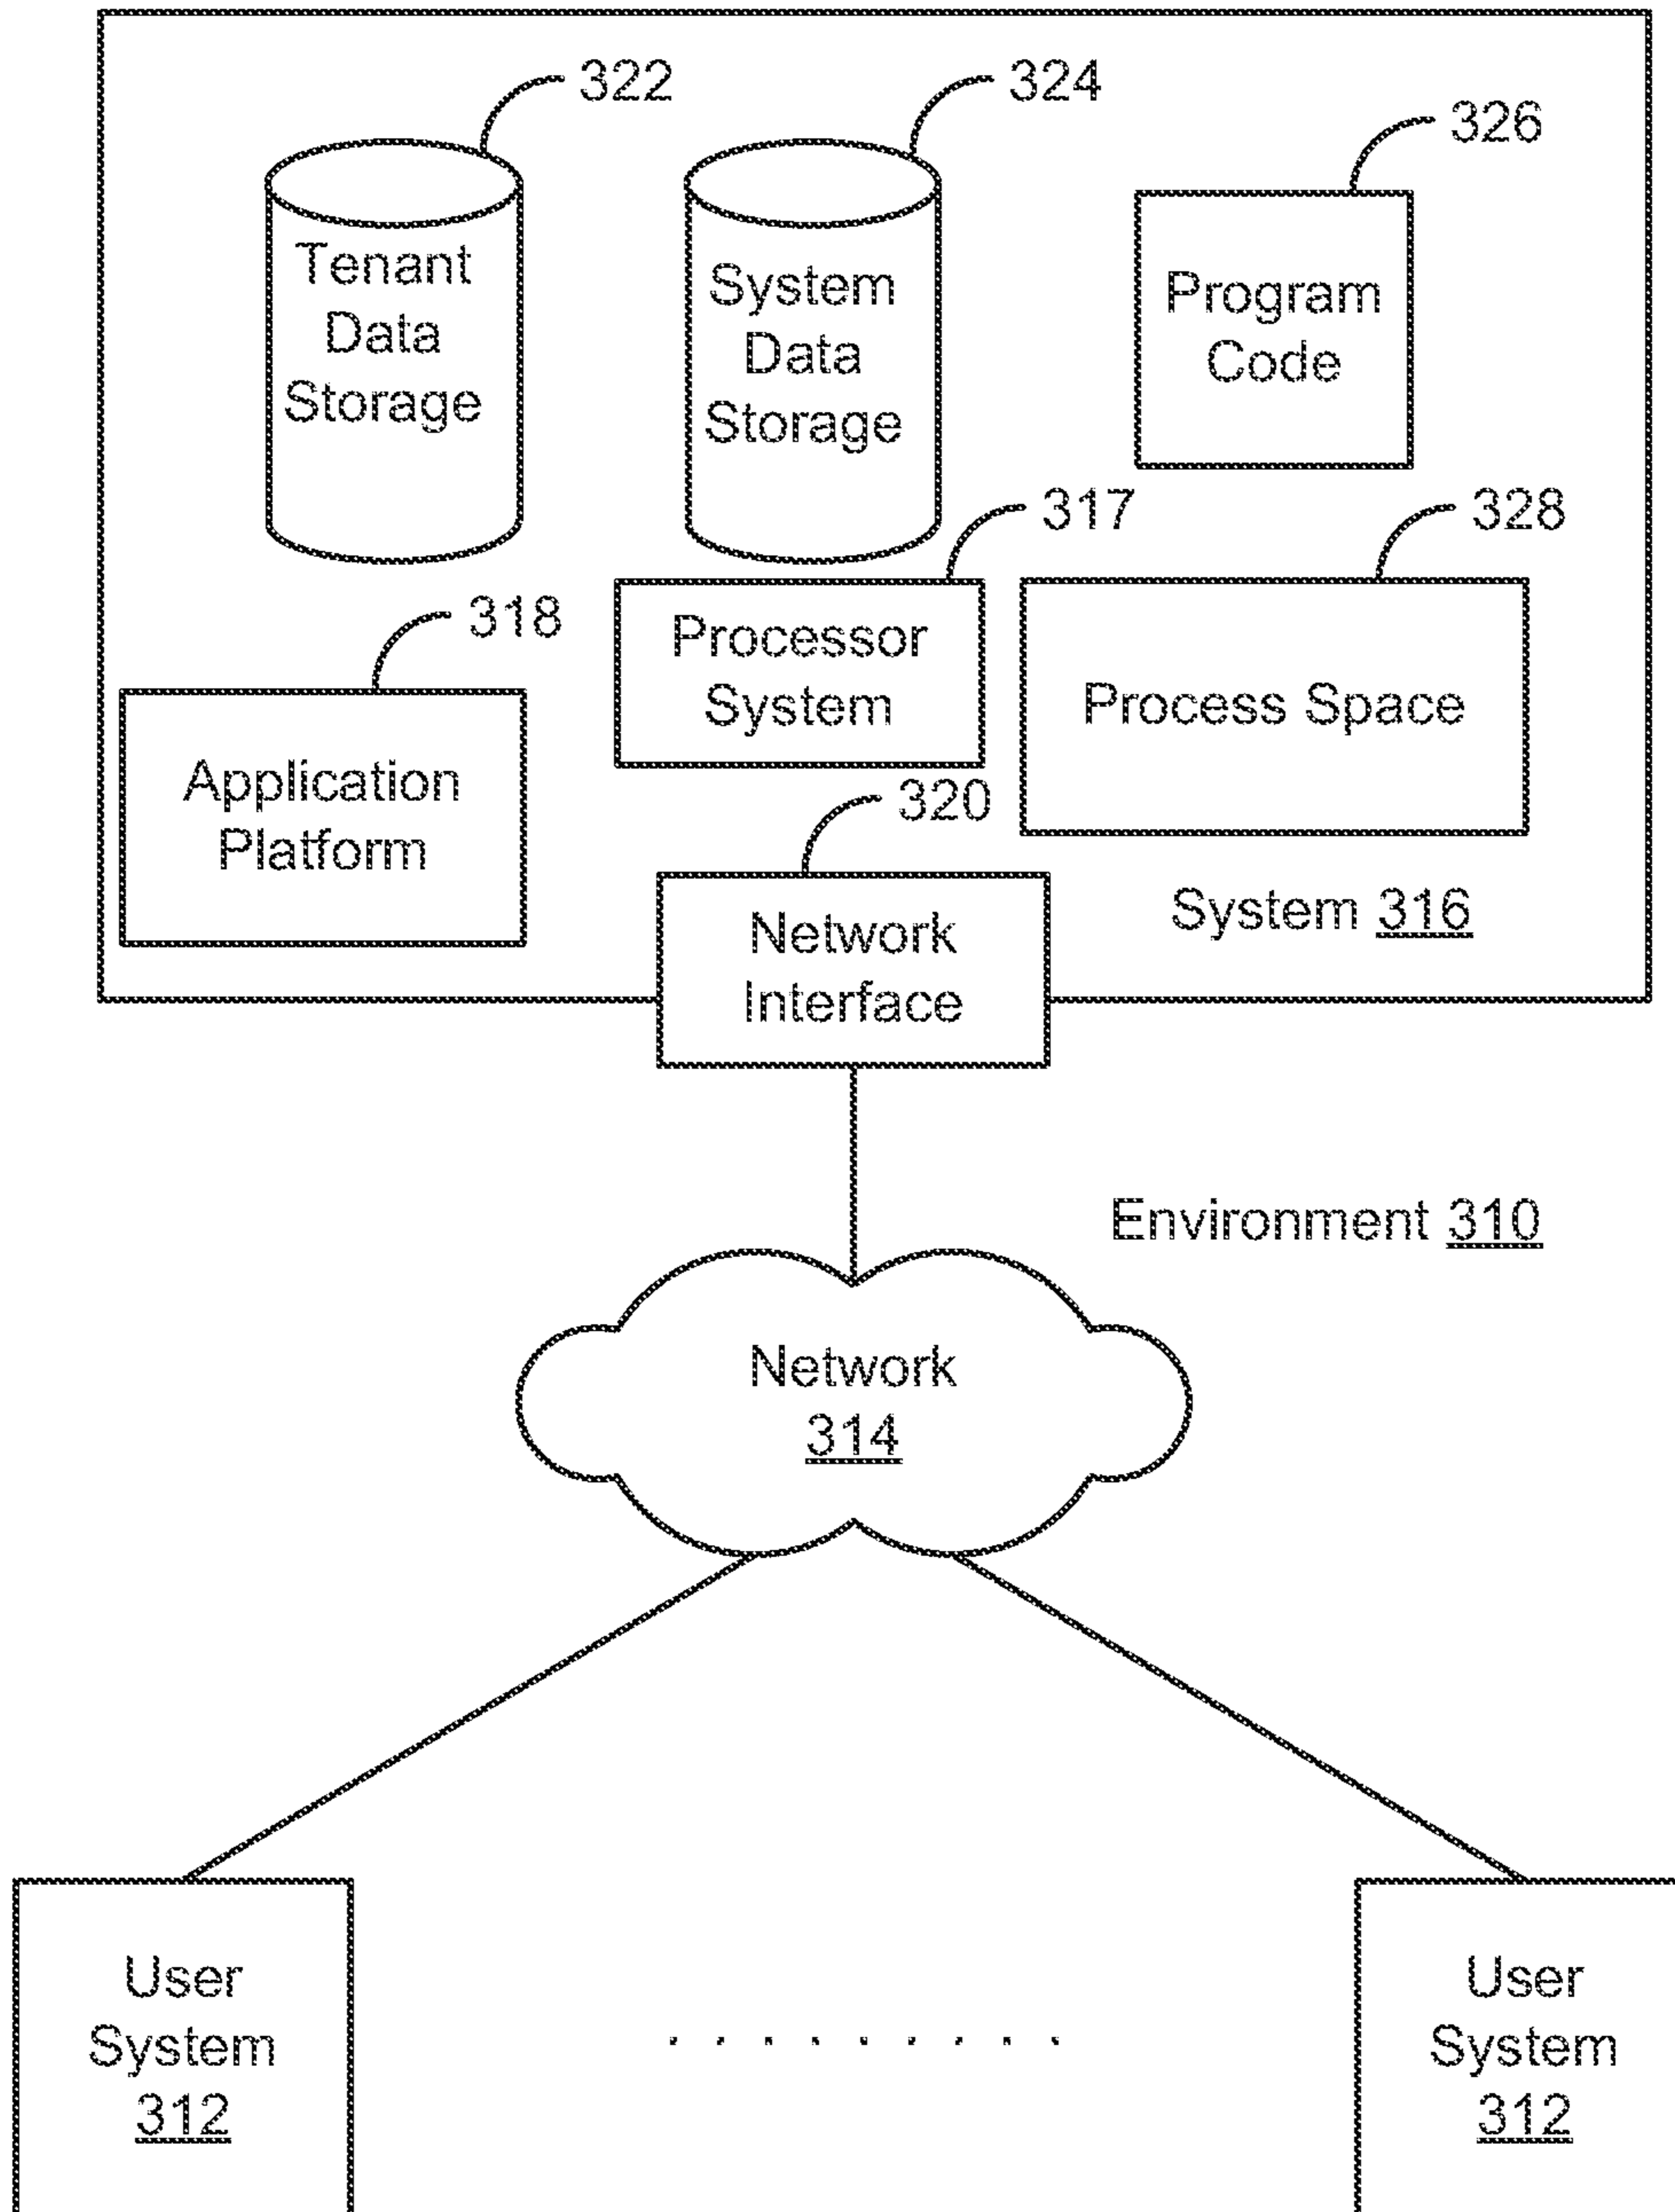 322
324
326
Tenant
Data
Storage
System
Data
Storage
Program
Code
317
328
318
Processor
System
Process Space
Application
Platform
320
Network
Interface
System 316
Environment 310
Network
314
User
System
312
User
System
312